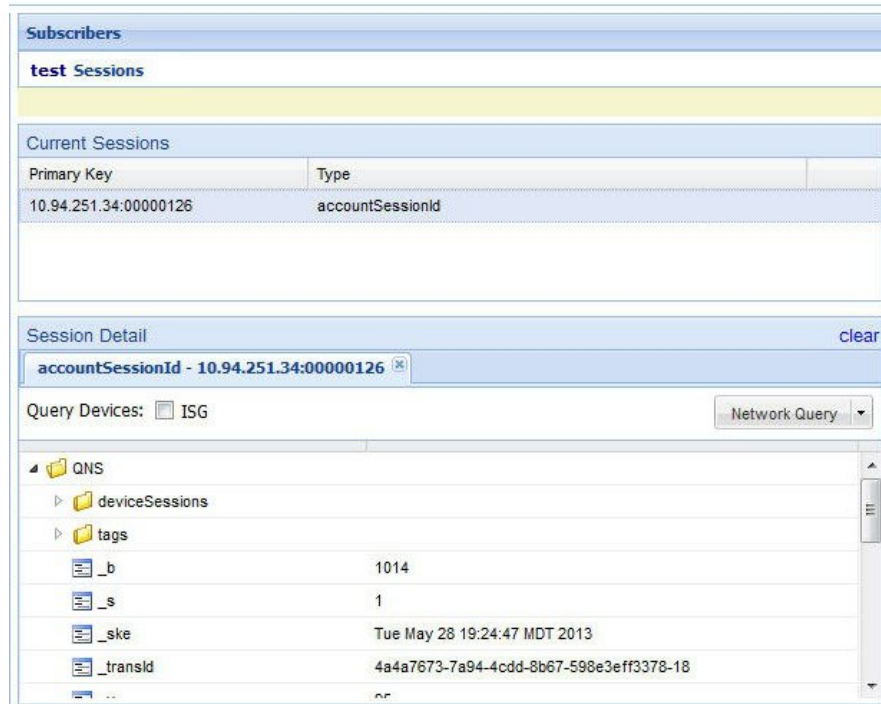 Subscribers
test Sessions
Current Sessions
Primary Key Type
10.94.251.34:00000126 accountSessionId
Session Detail clear
accountSessionId - 10.94.251.34:00000126
Query Devices: ISG Network Query
QNS
deviceSessions
tags
_b 1014
_s 1
_ske Tue May 28 19:24:47 MDT 2013
_transId 4a4a7673-7a94-4cdd-8b67-598e3eff3378-18